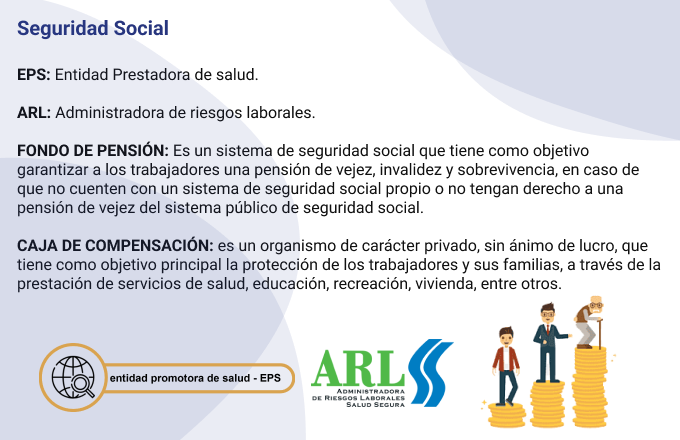 Seguridad Social
EPS: Entidad Prestadora de salud.
ARL: Administradora de riesgos laborales.
FONDO DE PENSIÓN: Es un sistema de seguridad social que tiene como objetivo
garantizar a los trabajadores una pensión de vejez, invalidez y sobrevivencia, en caso de
que no cuenten con un sistema de seguridad social propio o no tengan derecho a una
pensión de vejez del sistema público de seguridad social.
CAJA DE COMPENSACIÓN: es un organismo de carácter privado, sin ánimo de lucro, que
tiene como objetivo principal la protección de los trabajadores y sus familias, a través de la
prestación de servicios de salud, educación, recreación, vivienda, entre otros.
entidad promotora de salud - EPS
ARL
Administradora
de Riesgos Laborales
Salud Segura